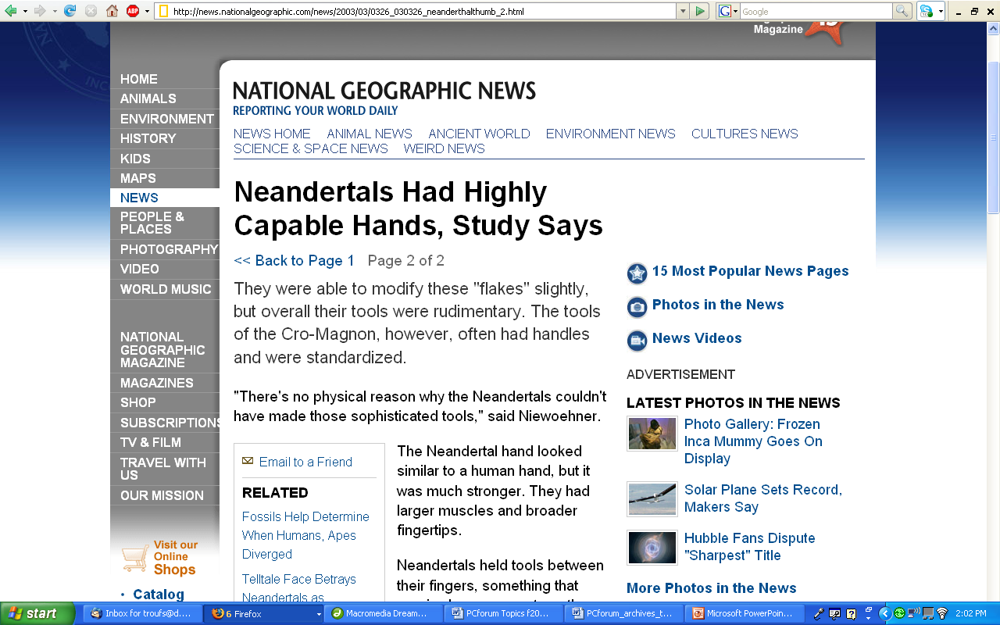 ABP
http://news.nationalgeographic.com/news/2003/03/0326_030326_neanderthalthumb_2.html
G
Google
Magazine
HOME
ANIMALS
ENVIRONMENT
HISTORY
KIDS
MAPS
NEWS
PEOPLE &
PLACES
PHOTOGRAPHY
VIDEO
WORLD MUSIC
NATIONAL
GEOGRAPHIC
MAGAZINE
MAGAZINES
SHOP
SUBSCRIPTIONS
TV & FILM
TRAVEL WITH
US
OUR MISSION
Visit our
Online
Shops
• Catalog
NATIONAL GEOGRAPHIC NEWS
REPORTING YOUR WORLD DAILY
NEWS HOME ANIMAL NEWS ANCIENT WORLD ENVIRONMENT NEWS CULTURES NEWS
SCIENCE & SPACE NEWS WEIRD NEWS
Neandertals Had Highly
Capable Hands, Study Says
<< Back to Page 1 Page 2 of 2
They were able to modify these "flakes" slightly,
but overall their tools were rudimentary. The tools
of the Cro-Magnon, however, often had handles
and were standardized.
"There's no physical reason why the Neandertals couldn't
have made those sophisticated tools," said Niewoehner.
Email to a Friend
RELATED
Fossils Help Determine
When Humans, Apes
Diverged
Telltale Face Betrays
Neandertals as
The Neandertal hand looked
similar to a human hand, but it
was much stronger. They had
larger muscles and broader
fingertips.
Neandertals held tools between
their fingers, something that
15 Most Popular News Pages
Photos in the News
News Videos
ADVERTISEMENT
LATEST PHOTOS IN THE NEWS
Photo Gallery: Frozen
Inca Mummy Goes On
Display
Solar Plane Sets Record,
Makers Say
Hubble Fans Dispute
"Sharpest" Title
More Photos in the News
start
Inbox for troufs@d....
6 Firefox
Macromedia Dream...
PCforum Topics f20...
PCforum_archives_t...
Microsoft PowerPoin...
2:02 PM